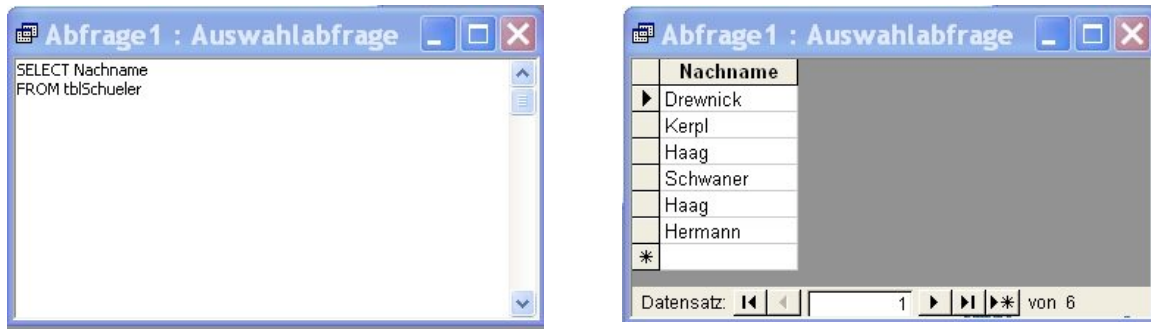 Abfrage1 : Auswahlabfrage
SELECT Nachname
FROM tblSchueler
Abfrage1 : Auswahlabfrage
Nachname
Drewnick
Kerpl
Haag
Schwaner
Haag
Hermann
Datensatz: 1 von 6